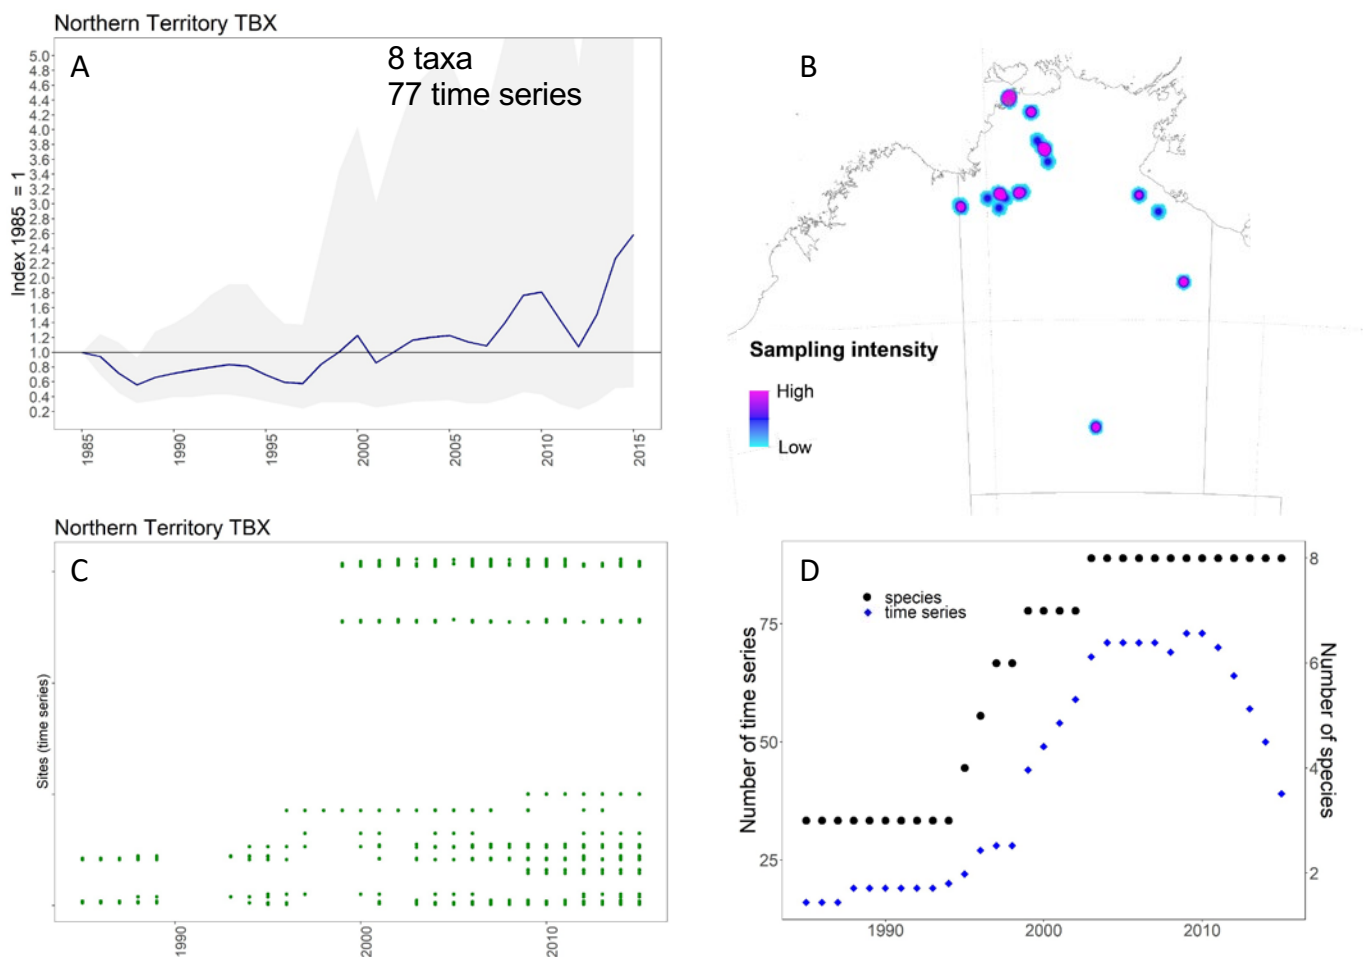 Northern Territory TBX
A
8 taxa
77 time series
Index 1985 = 1
5.0
4.8
4.6
4.4
4.2
4.0
3.8
3.6
3.4
3.2
3.0
2.8
2.6
2.4
2.2
2.0
1.8
1.6
1.4
1.2
1.0
0.8
0.6
0.4
0.2
1985
1990
1995
2000
2005
2010
2015
B
Sampling intensity
High
Low
Northern Territory TBX
C
Sites (time series)
1990
2000
2010
D
species
time series
Number of time series
75
50
25
Number of species
8
6
4
2
1990
2000
2010